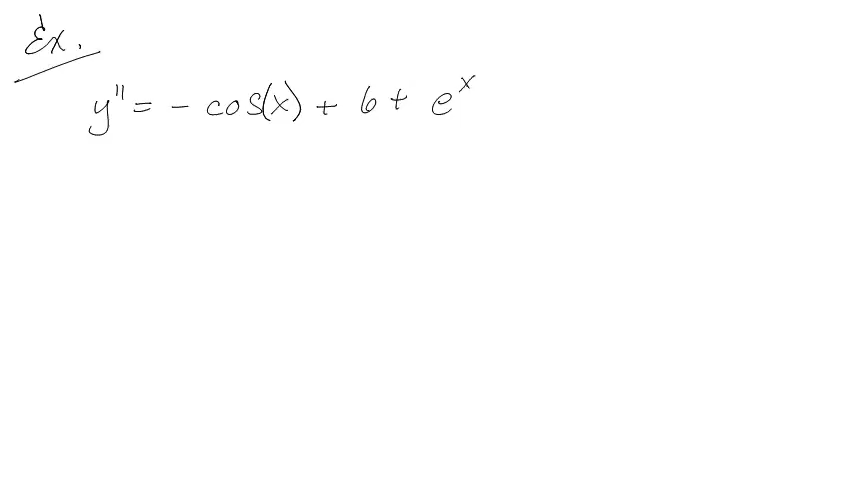 Ex.
y'' = - cos(x) + 6 + e^x